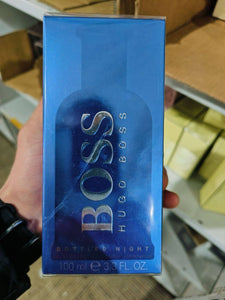 BOSS
HUGO BOSS
BOTTLED NIGHT
100 ml e 3.3 FL. OZ.